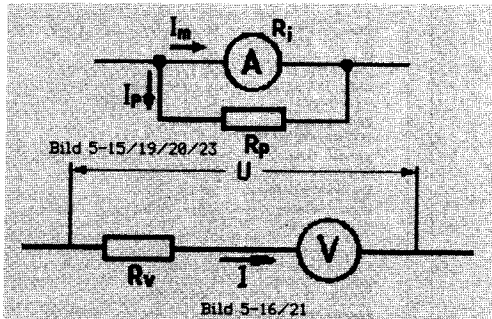 Im
Ri
A
Ip
Rp
Bild 5-15/19/20/23
U
V
Rv
I
Bild 5-16/21